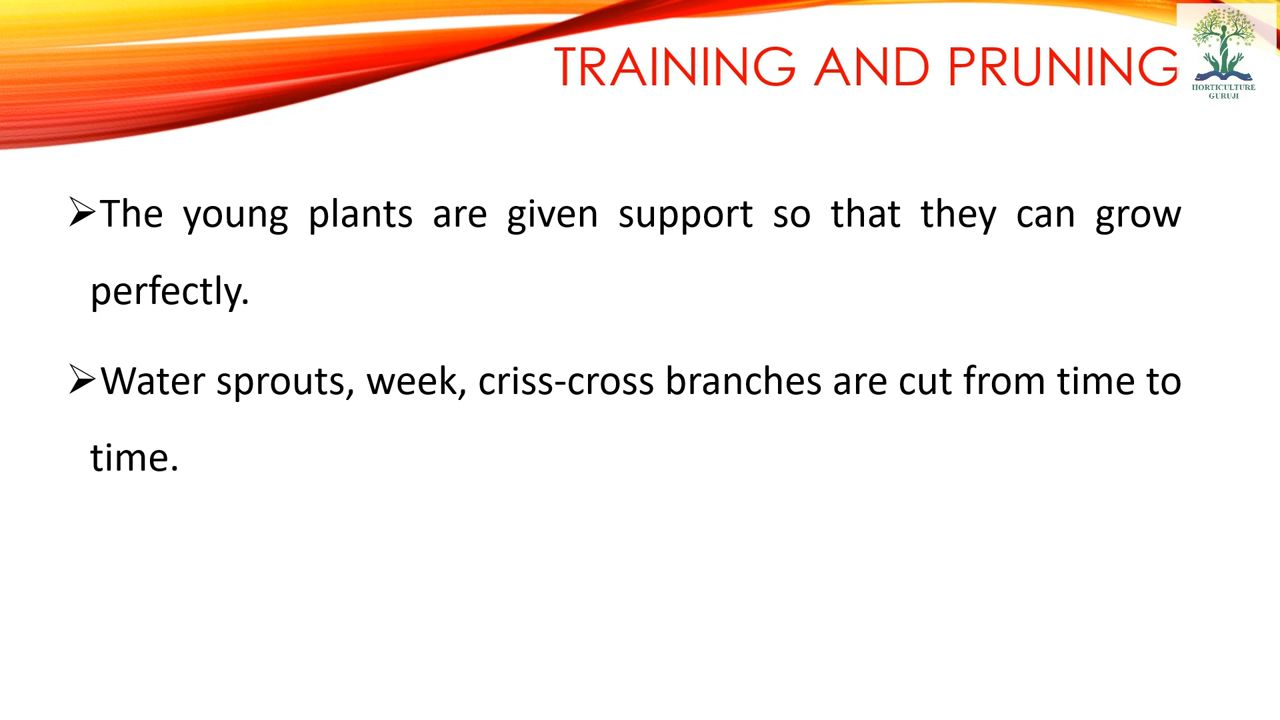 TRAINING AND PRUNING
HORTICULTURE
GURUJI
➢The young plants are given support so that they can grow
perfectly.
➢Water sprouts, week, criss-cross branches are cut from time to
time.